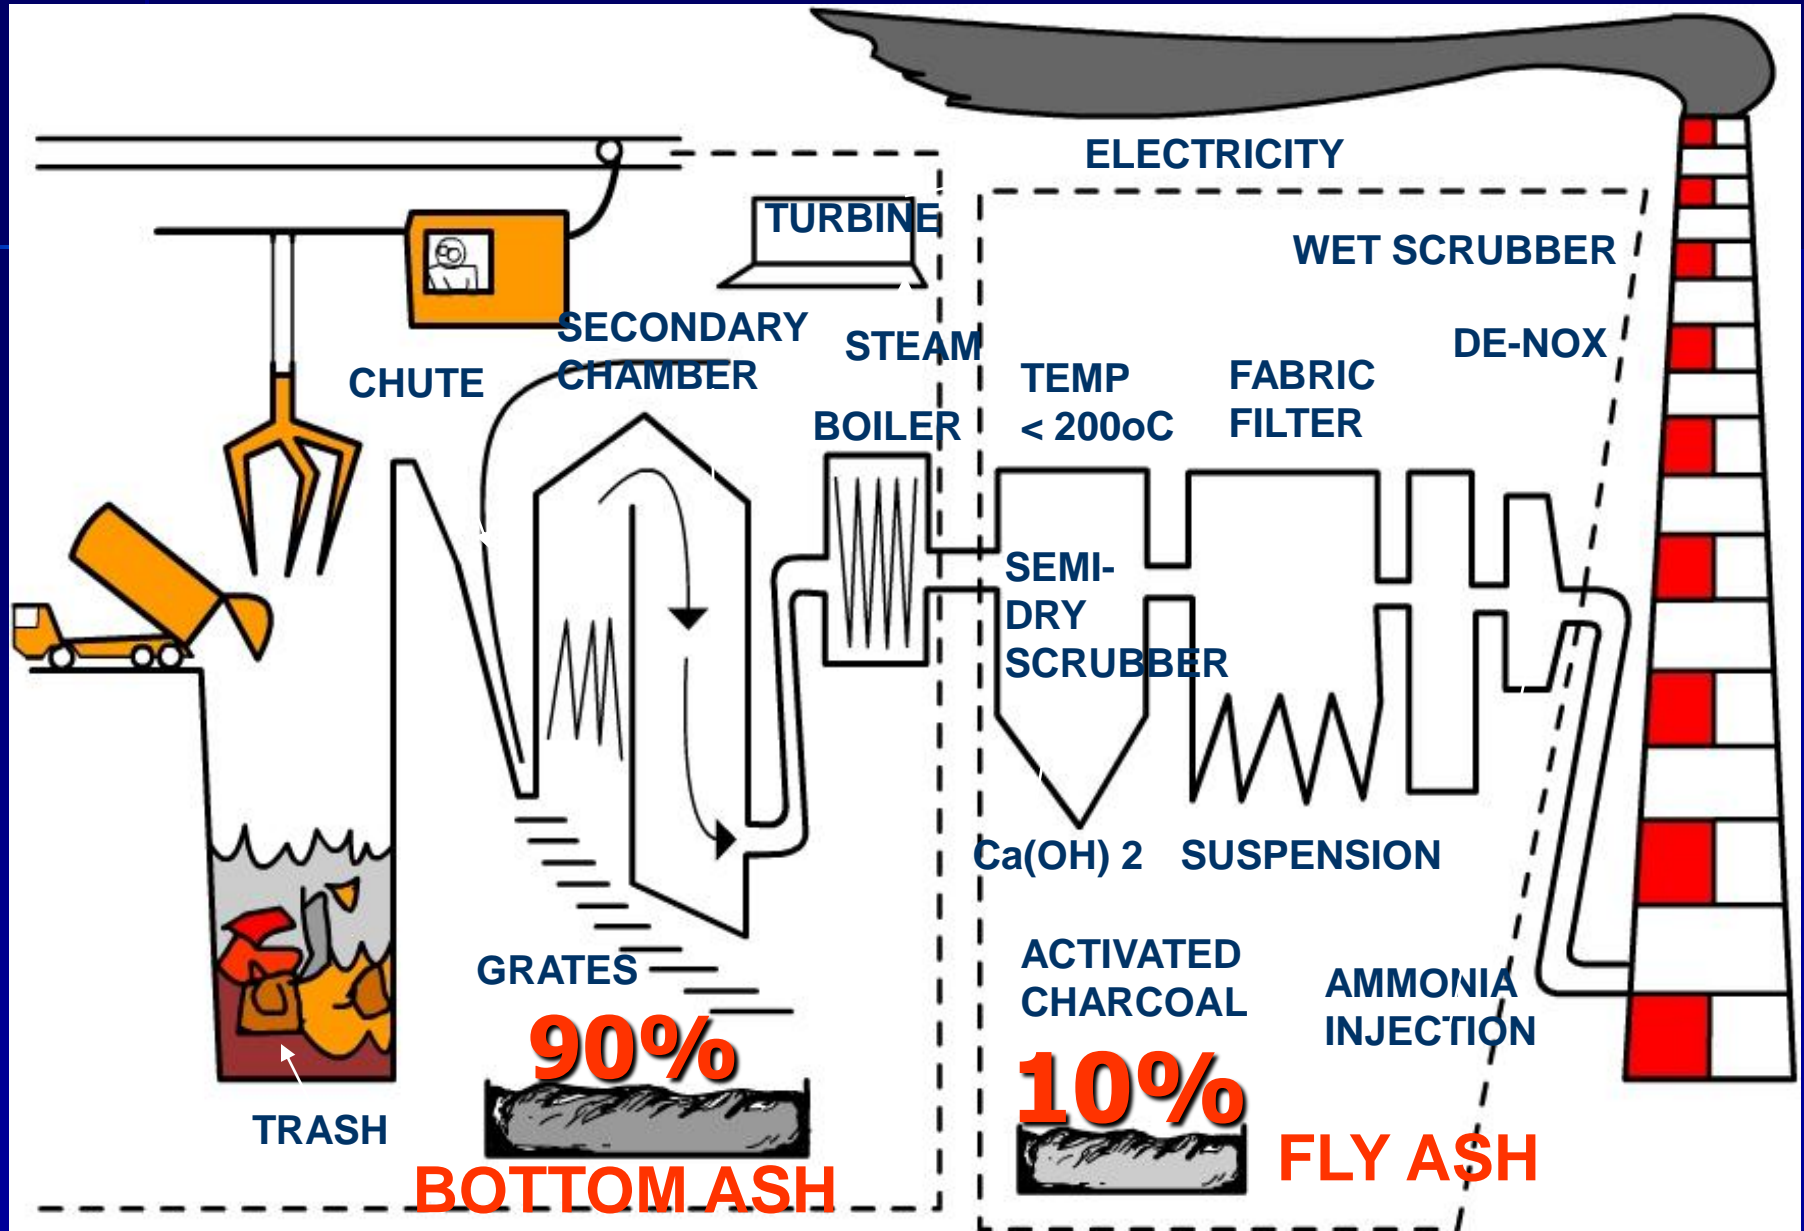 ELECTRICITY
TURBINE
WET SCRUBBER
SECONDARY
CHAMBER
STEAM
DE-NOX
CHUTE
TEMP
< 200oC
FABRIC
FILTER
BOILER
SEMI-
DRY
SCRUBBER
Ca(OH) 2 SUSPENSION
GRATES
ACTIVATED
CHARCOAL
AMMONIA
INJECTION
90%
10%
TRASH
BOTTOM ASH
FLY ASH